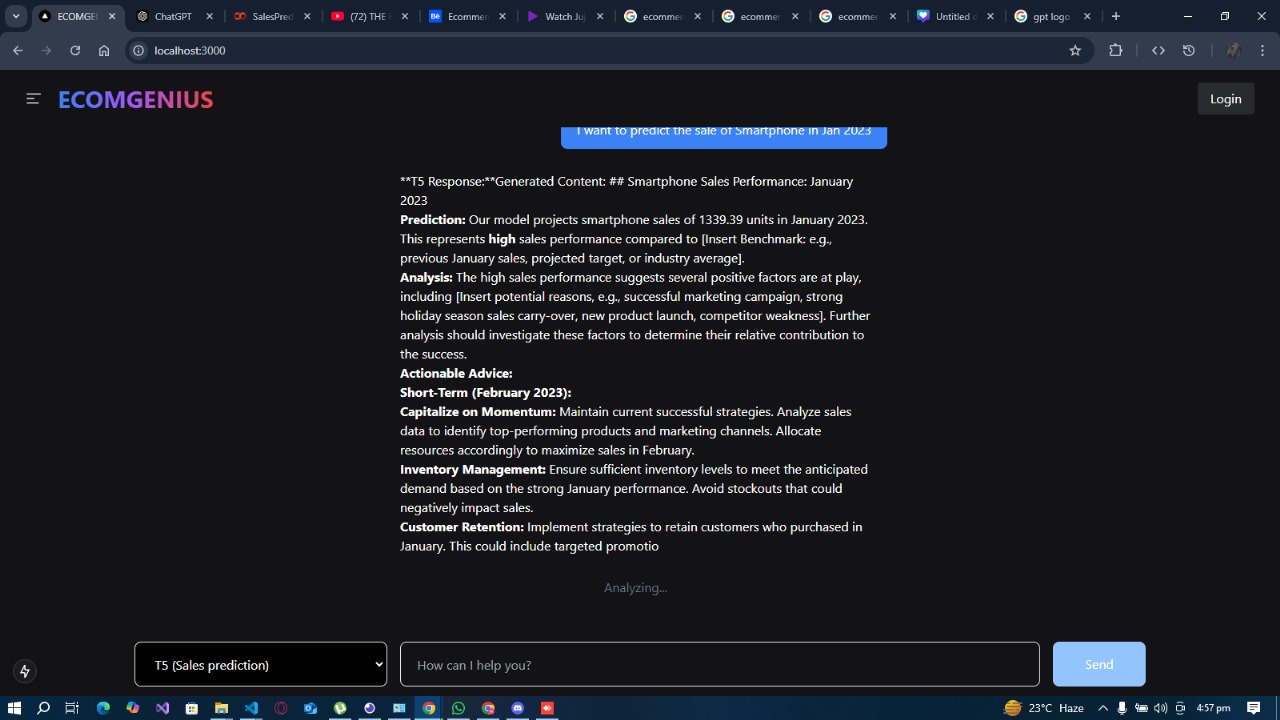 ECOMGE
ChatGPT
SalesPred
(72) THE
Ecommer
Watch Juj
ecommer
ecommer
ecommer
Untitled d
gpt logo
localhost:3000
ECOMGENIUS
Login
I want to predict the sale of Smartphone in Jan 2023
**T5 Response:**Generated Content: ## Smartphone Sales Performance: January
2023
Prediction: Our model projects smartphone sales of 1339.39 units in January 2023.
This represents high sales performance compared to [Insert Benchmark: e.g.,
previous January sales, projected target, or industry average].
Analysis: The high sales performance suggests several positive factors are at play,
including [Insert potential reasons, e.g., successful marketing campaign, strong
holiday season sales carry-over, new product launch, competitor weakness]. Further
analysis should investigate these factors to determine their relative contribution to
the success.
Actionable Advice:
Short-Term (February 2023):
Capitalize on Momentum: Maintain current successful strategies. Analyze sales
data to identify top-performing products and marketing channels. Allocate
resources accordingly to maximize sales in February.
Inventory Management: Ensure sufficient inventory levels to meet the anticipated
demand based on the strong January performance. Avoid stockouts that could
negatively impact sales.
Customer Retention: Implement strategies to retain customers who purchased in
January. This could include targeted promotio
Analyzing...
T5 (Sales prediction)
How can I help you?
Send
23°C Haze
4:57 pm